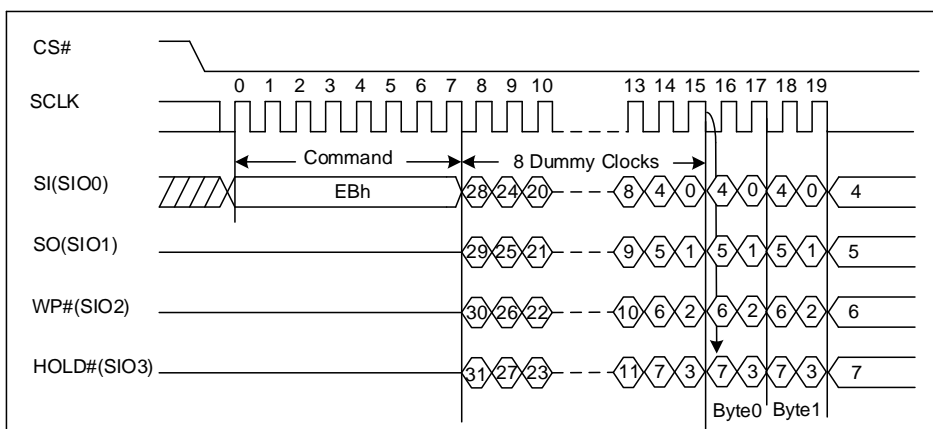 CS#
0 1 2 3 4 5 6 7 8 9 10 13 14 15 16 17 18 19
SCLK
Command 8 Dummy Clocks
SI(SIO0) EBh 28 24 20 8 4 0 4 0 4 0 4
SO(SIO1) 29 25 21 9 5 1 5 1 5 1 5
WP#(SIO2) 30 26 22 10 6 2 6 2 6 2 6
HOLD#(SIO3) 31 27 23 11 7 3 7 3 7 3 7
Byte0 Byte1